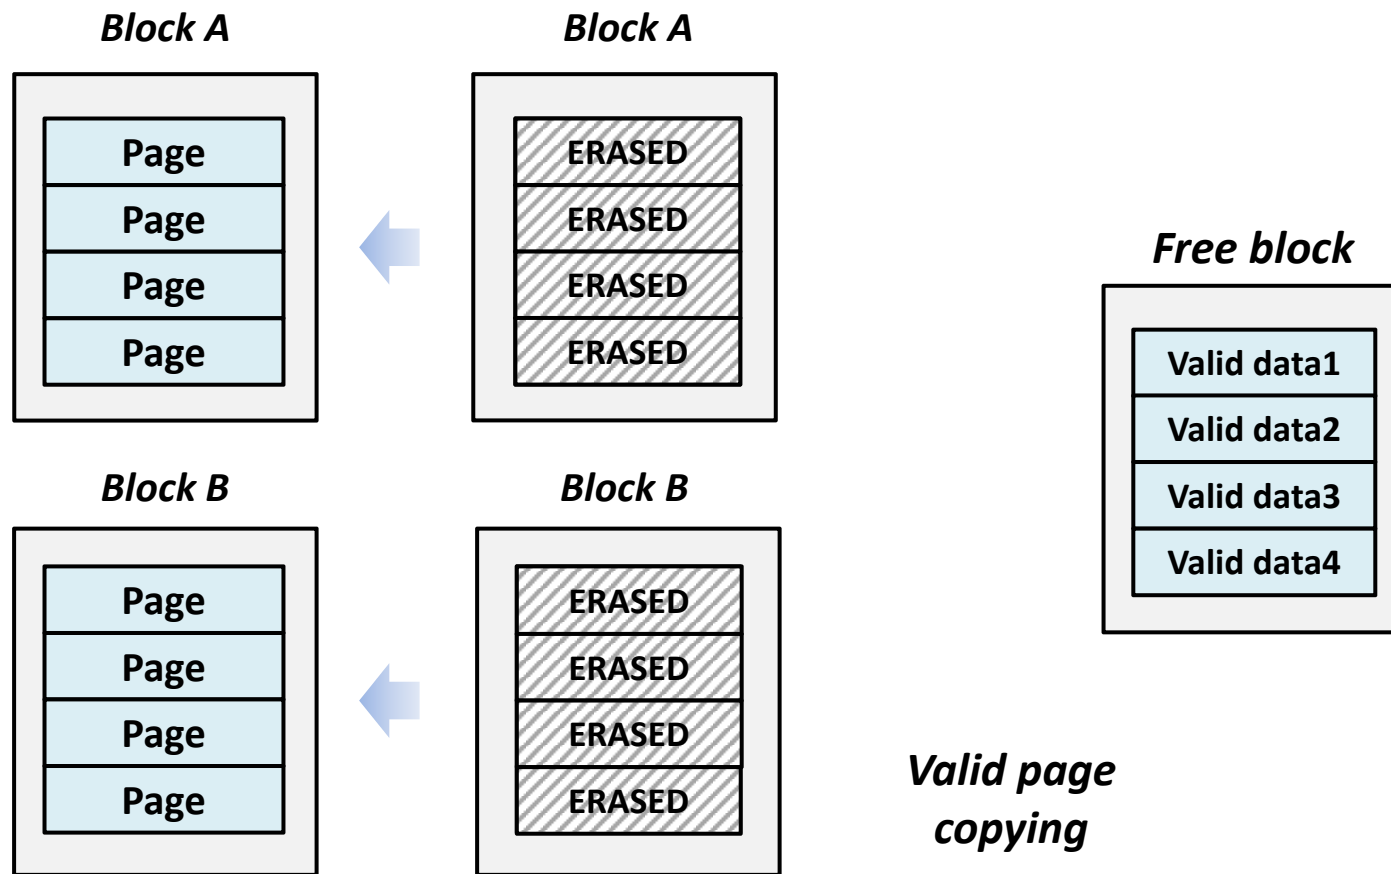 Block A
Page
Page
Page
Page
Block A
ERASED
ERASED
ERASED
ERASED
Block B
Page
Page
Page
Page
Block B
ERASED
ERASED
ERASED
ERASED
Valid page
copying
Free block
Valid data1
Valid data2
Valid data3
Valid data4